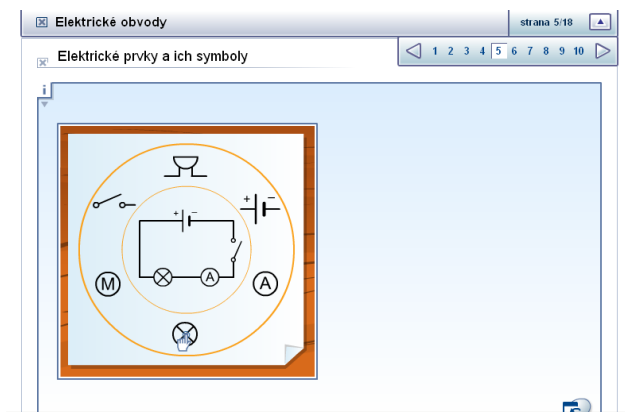 Elektrické obvody
strana 5/18
Elektrické prvky a ich symboly
1 2 3 4 5 6 7 8 9 10
i
+ −
+ −
M
A
A